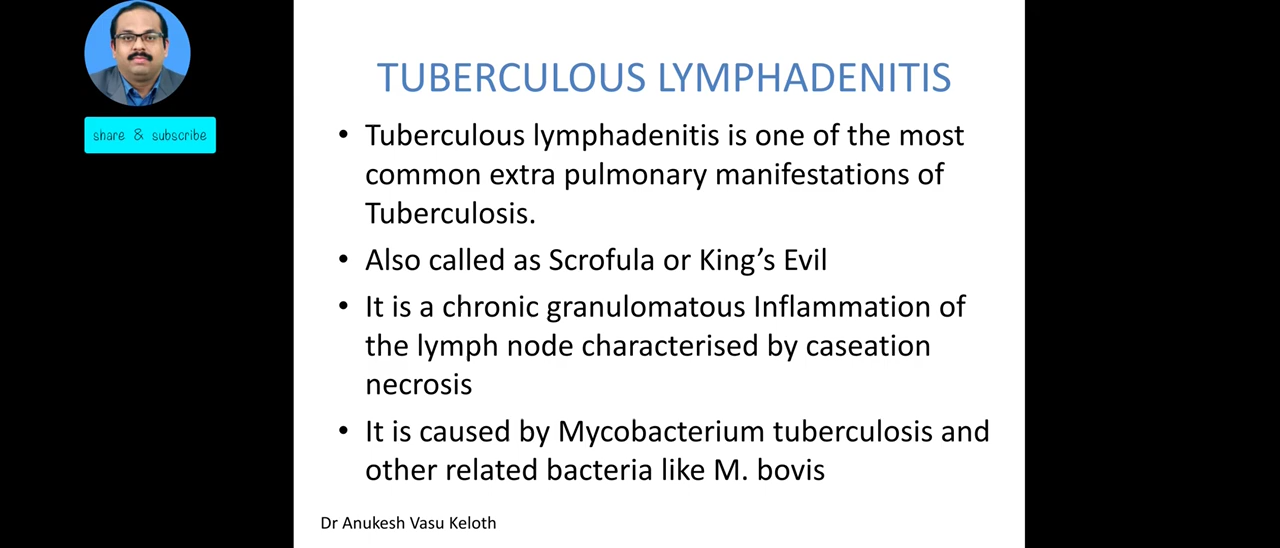 share & subscribe
TUBERCULOUS LYMPHADENITIS
• Tuberculous lymphadenitis is one of the most
common extra pulmonary manifestations of
Tuberculosis.
• Also called as Scrofula or King’s Evil
• It is a chronic granulomatous Inflammation of
the lymph node characterised by caseation
necrosis
• It is caused by Mycobacterium tuberculosis and
other related bacteria like M. bovis
Dr Anukesh Vasu Keloth